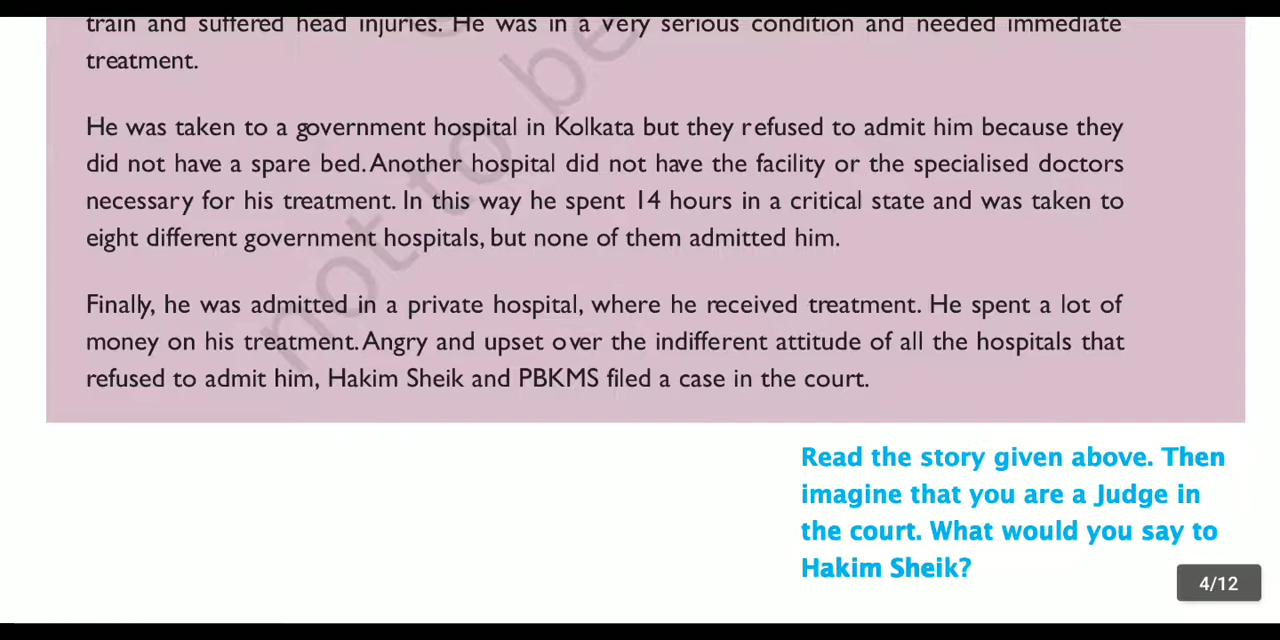 train and suffered head injuries. He was in a very serious condition and needed immediate
treatment.
He was taken to a government hospital in Kolkata but they refused to admit him because they
did not have a spare bed. Another hospital did not have the facility or the specialised doctors
necessary for his treatment. In this way he spent 14 hours in a critical state and was taken to
eight different government hospitals, but none of them admitted him.
Finally, he was admitted in a private hospital, where he received treatment. He spent a lot of
money on his treatment. Angry and upset over the indifferent attitude of all the hospitals that
refused to admit him, Hakim Sheik and PBKMS filed a case in the court.
Read the story given above. Then
imagine that you are a Judge in
the court. What would you say to
Hakim Sheik?
4/12
not to be